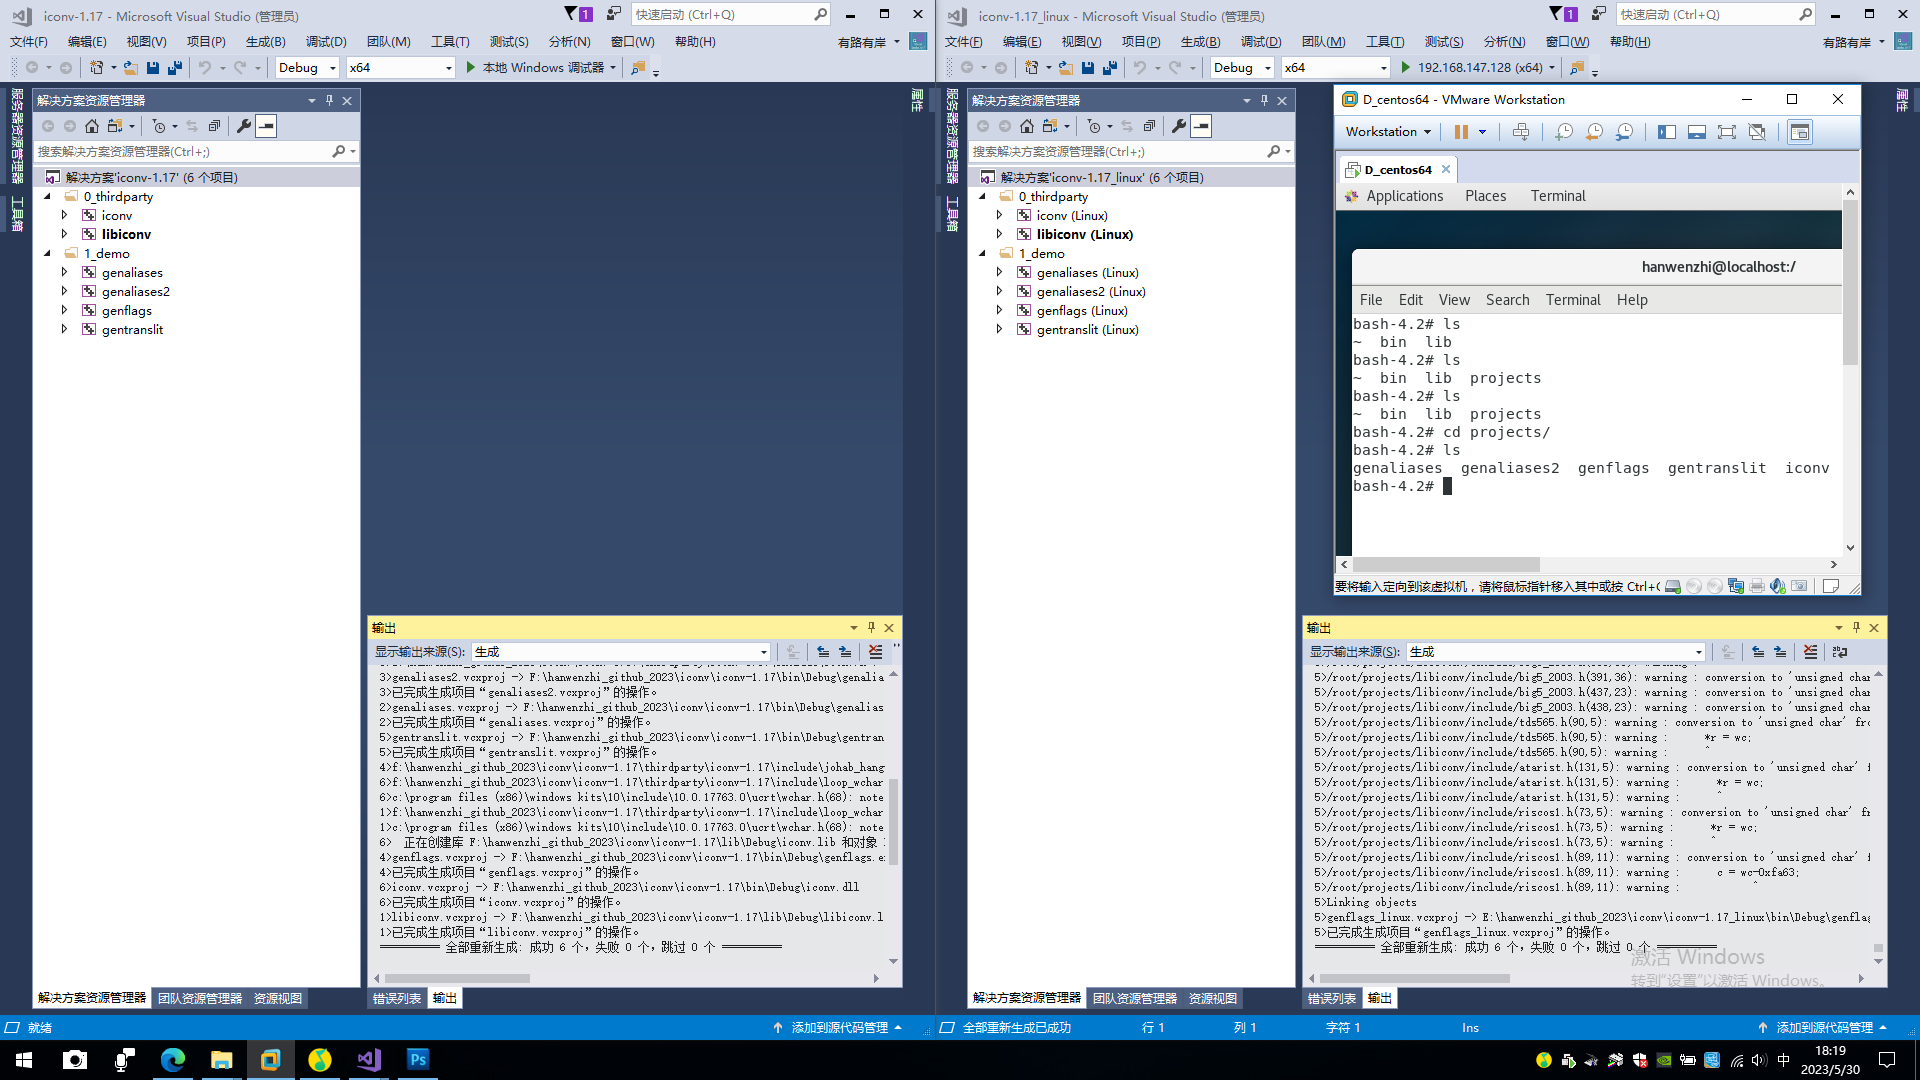 iconv-1.17 - Microsoft Visual Studio (管理员)
1
快速启动 (Ctrl+Q)
文件(F) 编辑(E) 视图(V) 项目(P) 生成(B) 调试(D) 团队(M) 工具(T) 测试(S) 分析(N) 窗口(W) 帮助(H)
有路有岸
Debug x64 本地 Windows 调试器
服务器资源管理器
工具箱
解决方案资源管理器
搜索解决方案资源管理器(Ctrl+;)
解决方案'iconv-1.17' (6 个项目)
0_thirdparty
iconv
libiconv
1_demo
genaliases
genaliases2
genflags
gentranslit
属性
输出
显示输出来源(S): 生成
3>genaliases2.vcxproj -> F:\hanwenzhi_github_2023\iconv\iconv-1.17\bin\Debug\genalia
3>已完成生成项目“genaliases2.vcxproj”的操作。
2>genaliases.vcxproj -> F:\hanwenzhi_github_2023\iconv\iconv-1.17\bin\Debug\genalias
2>已完成生成项目“genaliases.vcxproj”的操作。
5>gentranslit.vcxproj -> F:\hanwenzhi_github_2023\iconv\iconv-1.17\bin\Debug\gentran
5>已完成生成项目“gentranslit.vcxproj”的操作。
4>f:\hanwenzhi_github_2023\iconv\iconv-1.17\thirdparty\iconv-1.17\include\johab_hang
6>f:\hanwenzhi_github_2023\iconv\iconv-1.17\thirdparty\iconv-1.17\include\loop_wchar
6>c:\program files (x86)\windows kits\10\include\10.0.17763.0\ucrt\wchar.h(68): note
1>f:\hanwenzhi_github_2023\iconv\iconv-1.17\thirdparty\iconv-1.17\include\loop_wchar
1>c:\program files (x86)\windows kits\10\include\10.0.17763.0\ucrt\wchar.h(68): note
6> 正在创建库 F:\hanwenzhi_github_2023\iconv\iconv-1.17\lib\Debug\iconv.lib 和对象
4>genflags.vcxproj -> F:\hanwenzhi_github_2023\iconv\iconv-1.17\bin\Debug\genflags.e
4>已完成生成项目“genflags.vcxproj”的操作。
6>iconv.vcxproj -> F:\hanwenzhi_github_2023\iconv\iconv-1.17\bin\Debug\iconv.dll
6>已完成生成项目“iconv.vcxproj”的操作。
1>libiconv.vcxproj -> F:\hanwenzhi_github_2023\iconv\iconv-1.17\lib\Debug\libiconv.l
1>已完成生成项目“libiconv.vcxproj”的操作。
========== 全部重新生成: 成功 6 个，失败 0 个，跳过 0 个 ==========
解决方案资源管理器 团队资源管理器 资源视图
错误列表 输出
就绪
添加到源代码管理
iconv-1.17_linux - Microsoft Visual Studio (管理员)
1
快速启动 (Ctrl+Q)
文件(F) 编辑(E) 视图(V) 项目(P) 生成(B) 调试(D) 团队(M) 工具(T) 测试(S) 分析(N) 窗口(W) 帮助(H)
有路有岸
Debug x64 192.168.147.128 (x64)
服务器资源管理器
工具箱
解决方案资源管理器
搜索解决方案资源管理器(Ctrl+;)
解决方案'iconv-1.17_linux' (6 个项目)
0_thirdparty
iconv (Linux)
libiconv (Linux)
1_demo
genaliases (Linux)
genaliases2 (Linux)
genflags (Linux)
gentranslit (Linux)
属性
D_centos64 - VMware Workstation
Workstation
D_centos64
Applications Places Terminal
hanwenzhi@localhost:/
File Edit View Search Terminal Help
bash-4.2# ls
~ bin lib
bash-4.2# ls
~ bin lib projects
bash-4.2# ls
~ bin lib projects
bash-4.2# cd projects/
bash-4.2# ls
genaliases genaliases2 genflags gentranslit iconv
bash-4.2#
要将输入定向到该虚拟机，请将鼠标指针移入其中或按 Ctrl+G
输出
显示输出来源(S): 生成
5>/root/projects/libiconv/include/big5_2003.h(391,36): warning : conversion to 'unsigned char
5>/root/projects/libiconv/include/big5_2003.h(437,23): warning : conversion to 'unsigned char
5>/root/projects/libiconv/include/big5_2003.h(438,23): warning : conversion to 'unsigned char
5>/root/projects/libiconv/include/tds565.h(90,5): warning : conversion to 'unsigned char' fro
5>/root/projects/libiconv/include/tds565.h(90,5): warning : *r = wc;
5>/root/projects/libiconv/include/tds565.h(90,5): warning : ^
5>/root/projects/libiconv/include/atarist.h(131,5): warning : conversion to 'unsigned char' f
5>/root/projects/libiconv/include/atarist.h(131,5): warning : *r = wc;
5>/root/projects/libiconv/include/atarist.h(131,5): warning : ^
5>/root/projects/libiconv/include/riscos1.h(73,5): warning : conversion to 'unsigned char' fr
5>/root/projects/libiconv/include/riscos1.h(73,5): warning : *r = wc;
5>/root/projects/libiconv/include/riscos1.h(73,5): warning : ^
5>/root/projects/libiconv/include/riscos1.h(89,11): warning : conversion to 'unsigned char' f
5>/root/projects/libiconv/include/riscos1.h(89,11): warning : c = wc-0xfa63;
5>/root/projects/libiconv/include/riscos1.h(89,11): warning : ^
5>Linking objects
5>genflags_linux.vcxproj -> E:\hanwenzhi_github_2023\iconv\iconv-1.17_linux\bin\Debug\genflag
5>已完成生成项目“genflags_linux.vcxproj”的操作。
========== 全部重新生成: 成功 6 个，失败 0 个，跳过 0 个 ==========
激活 Windows
转到“设置”以激活 Windows。
解决方案资源管理器 团队资源管理器 资源视图
错误列表 输出
全部重新生成已成功 行 1 列 1 字符 1 Ins
添加到源代码管理
Ps
中
18:19
2023/5/30